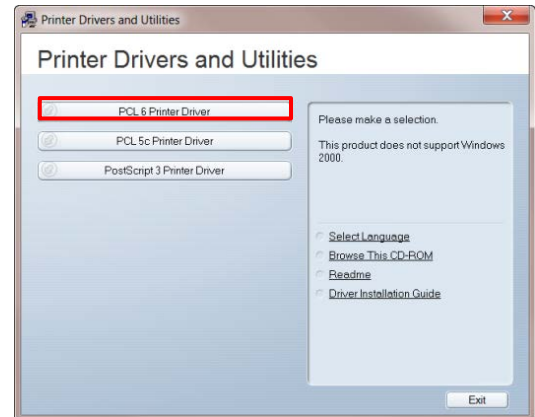 Printer Drivers and Utilities
Printer Drivers and Utilities
PCL 6 Printer Driver
PCL 5c Printer Driver
PostScript 3 Printer Driver
Please make a selection.
This product does not support Windows
2000.
Select Language
Browse This CD-ROM
Readme
Driver Installation Guide
Exit